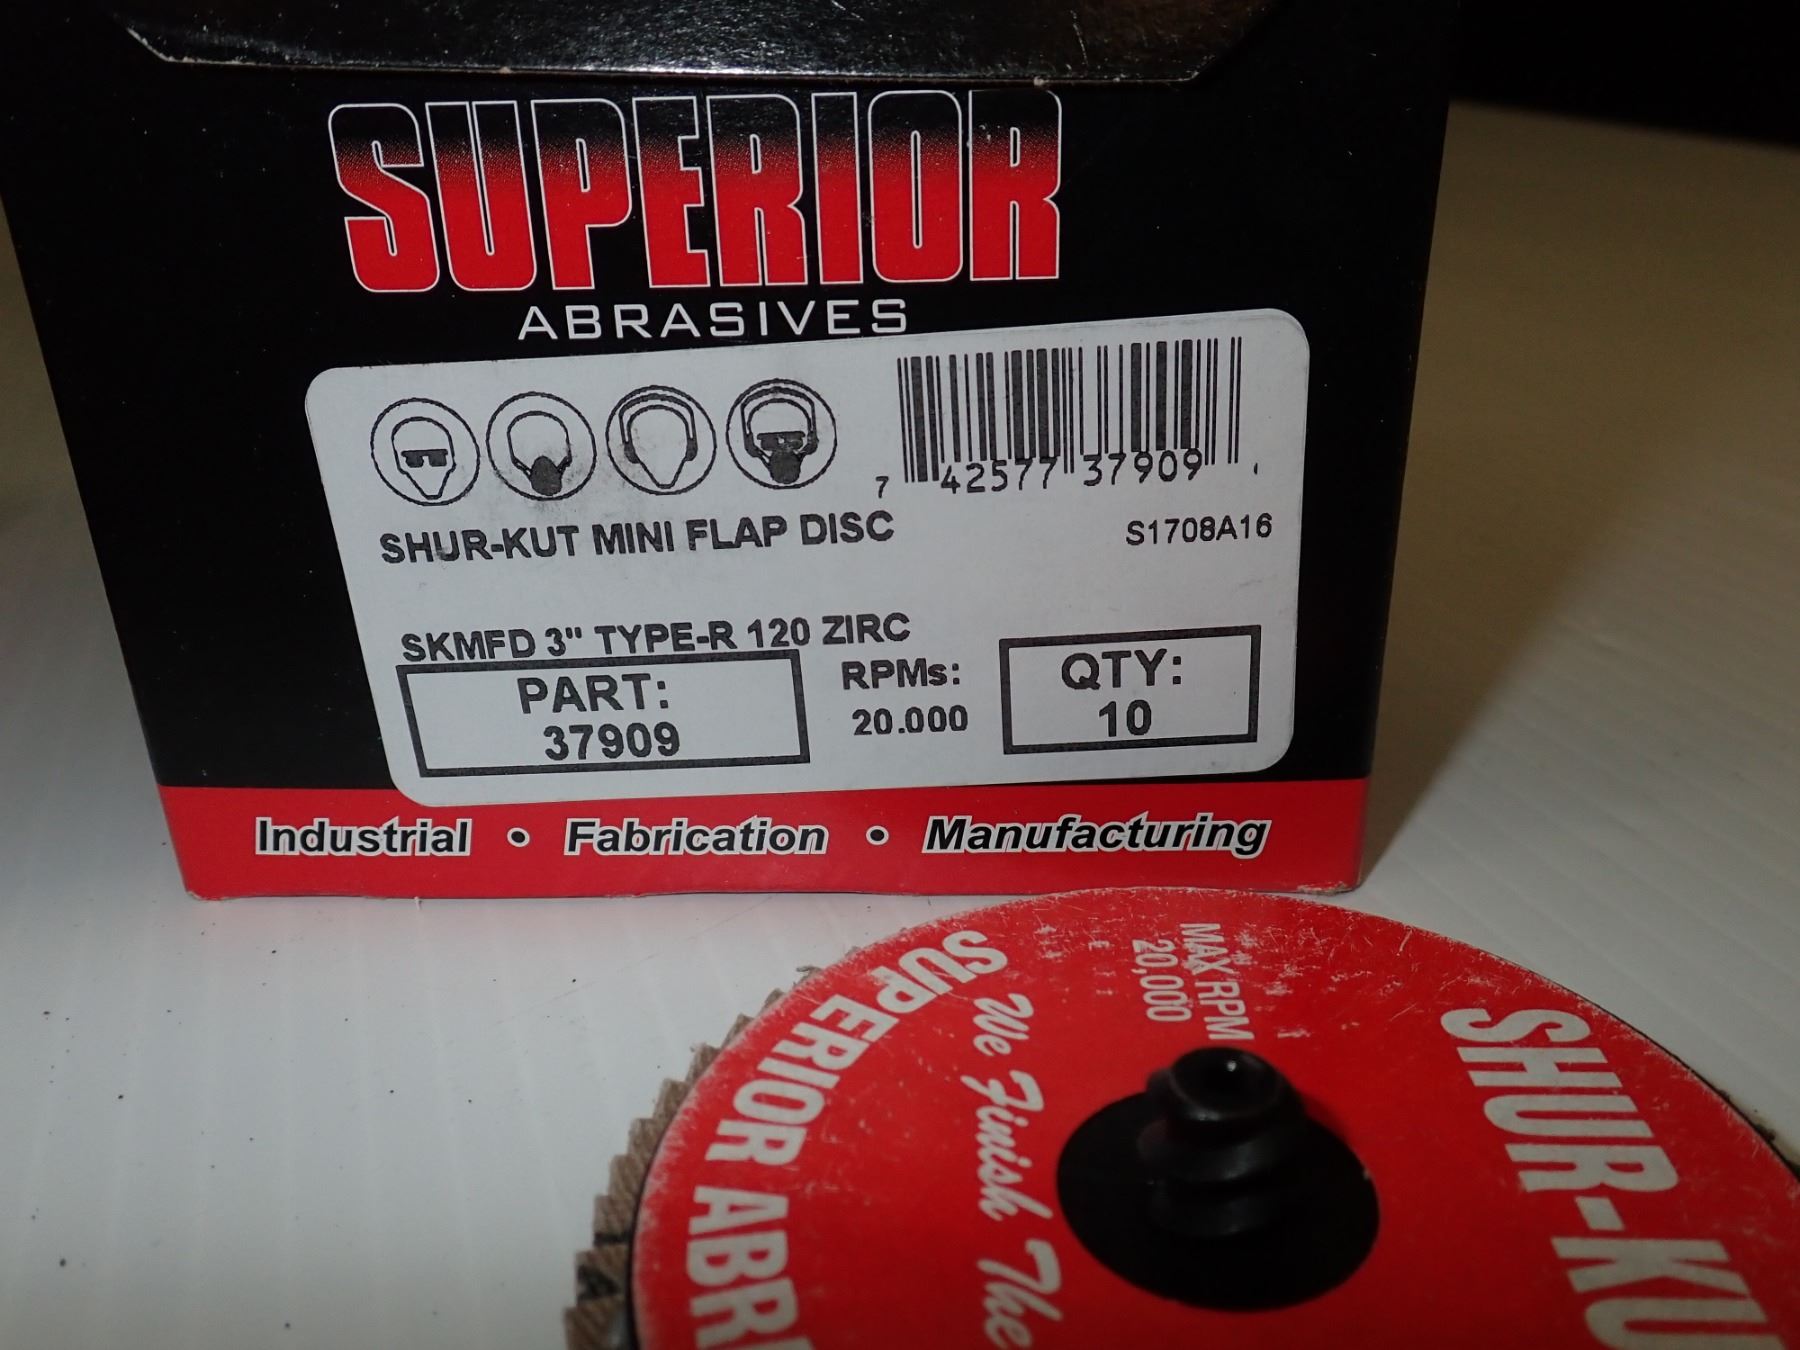 SUPERIOR
ABRASIVES
7 42577 37909
SHUR-KUT MINI FLAP DISC
S1708A16
SKMFD 3" TYPE-R 120 ZIRC
PART:
37909
RPMs:
20.000
QTY:
10
Industrial • Fabrication • Manufacturing
MAX RPM
20,000
SUPERIOR ABR
We Finish The
SHUR-KU